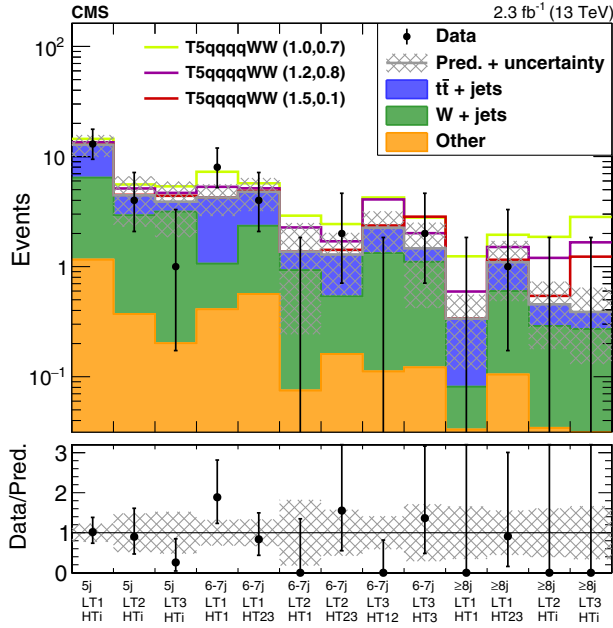 CMS 2.3 fb⁻¹ (13 TeV)
T5qqqqWW (1.0,0.7)
T5qqqqWW (1.2,0.8)
T5qqqqWW (1.5,0.1)
Data
Pred. + uncertainty
tt̄ + jets
W + jets
Other
Events
10²
10
1
10⁻¹
Data/Pred.
3
2
1
0
5j 5j 5j 6-7j 6-7j 6-7j 6-7j 6-7j 6-7j ≥8j ≥8j ≥8j ≥8j
LT1 LT2 LT3 LT1 LT1 LT2 LT2 LT3 LT3 LT1 LT1 LT2 LT3
HTi HTi HTi HT1 HT23 HT1 HT23 HT12 HT3 HT1 HT23 HTi HTi